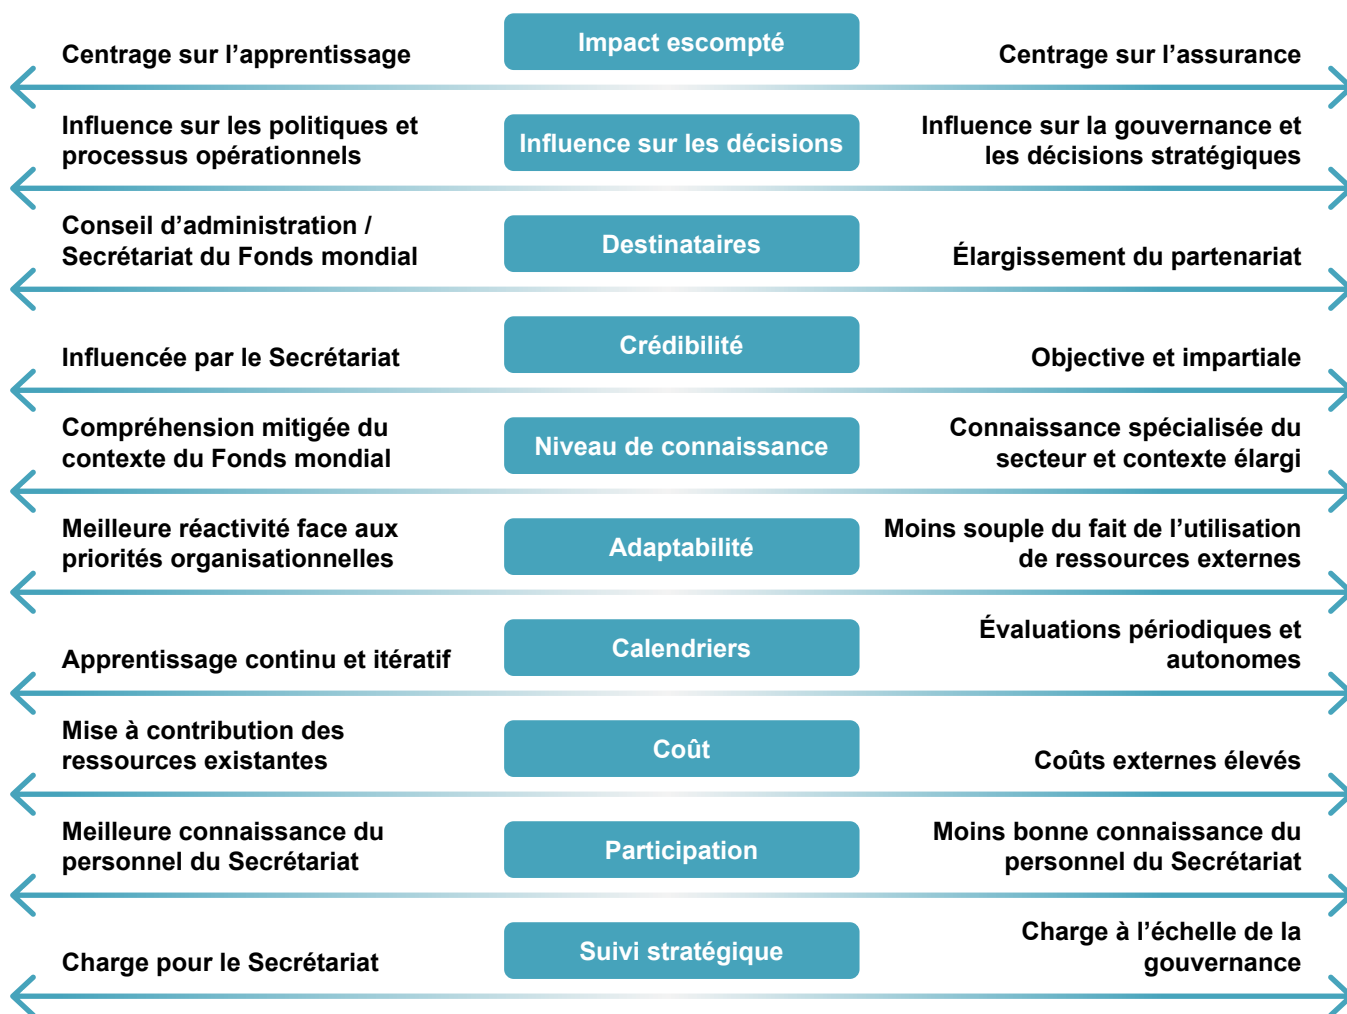 Impact escompté
Centrage sur l’apprentissage
Centrage sur l’assurance
Influence sur les politiques et
processus opérationnels
Influence sur les décisions
Influence sur la gouvernance et
les décisions stratégiques
Conseil d’administration /
Secrétariat du Fonds mondial
Destinataires
Élargissement du partenariat
Crédibilité
Influencée par le Secrétariat
Objective et impartiale
Compréhension mitigée du
contexte du Fonds mondial
Niveau de connaissance
Connaissance spécialisée du
secteur et contexte élargi
Meilleure réactivité face aux
priorités organisationnelles
Adaptabilité
Moins souple du fait de l’utilisation
de ressources externes
Apprentissage continu et itératif
Calendriers
Évaluations périodiques et
autonomes
Mise à contribution des
ressources existantes
Coût
Coûts externes élevés
Meilleure connaissance du
personnel du Secrétariat
Participation
Moins bonne connaissance du
personnel du Secrétariat
Charge pour le Secrétariat
Suivi stratégique
Charge à l’échelle de la
gouvernance